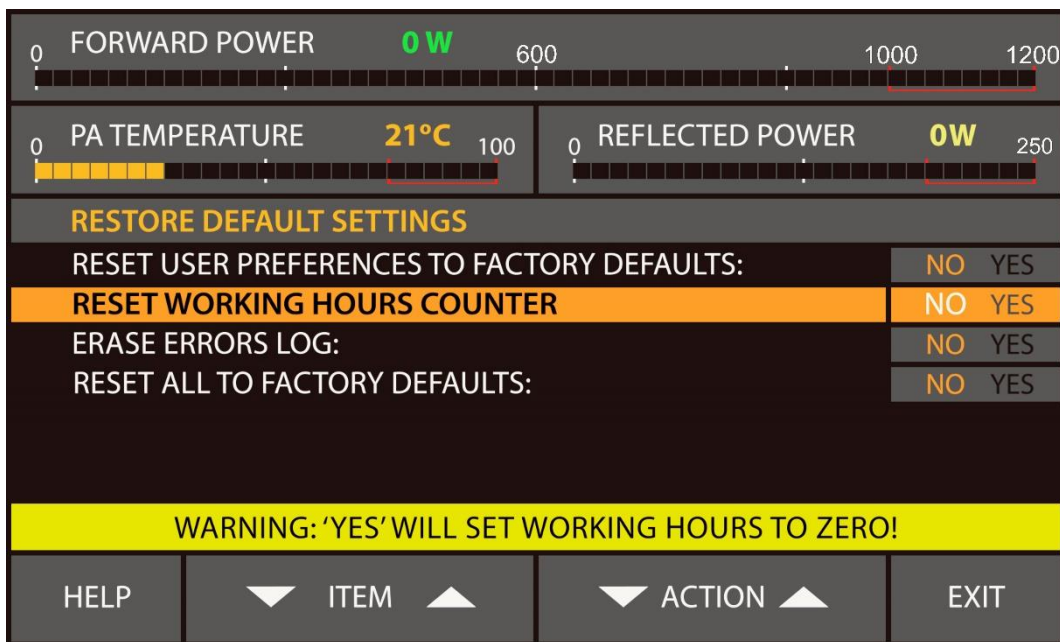 FORWARD POWER 0 W
0 600 1000 1200
PA TEMPERATURE 21°C
0 100
REFLECTED POWER 0W
0 250
RESTORE DEFAULT SETTINGS
RESET USER PREFERENCES TO FACTORY DEFAULTS: NO YES
RESET WORKING HOURS COUNTER NO YES
ERASE ERRORS LOG: NO YES
RESET ALL TO FACTORY DEFAULTS: NO YES
WARNING: ‘YES’ WILL SET WORKING HOURS TO ZERO!
HELP ITEM ACTION EXIT